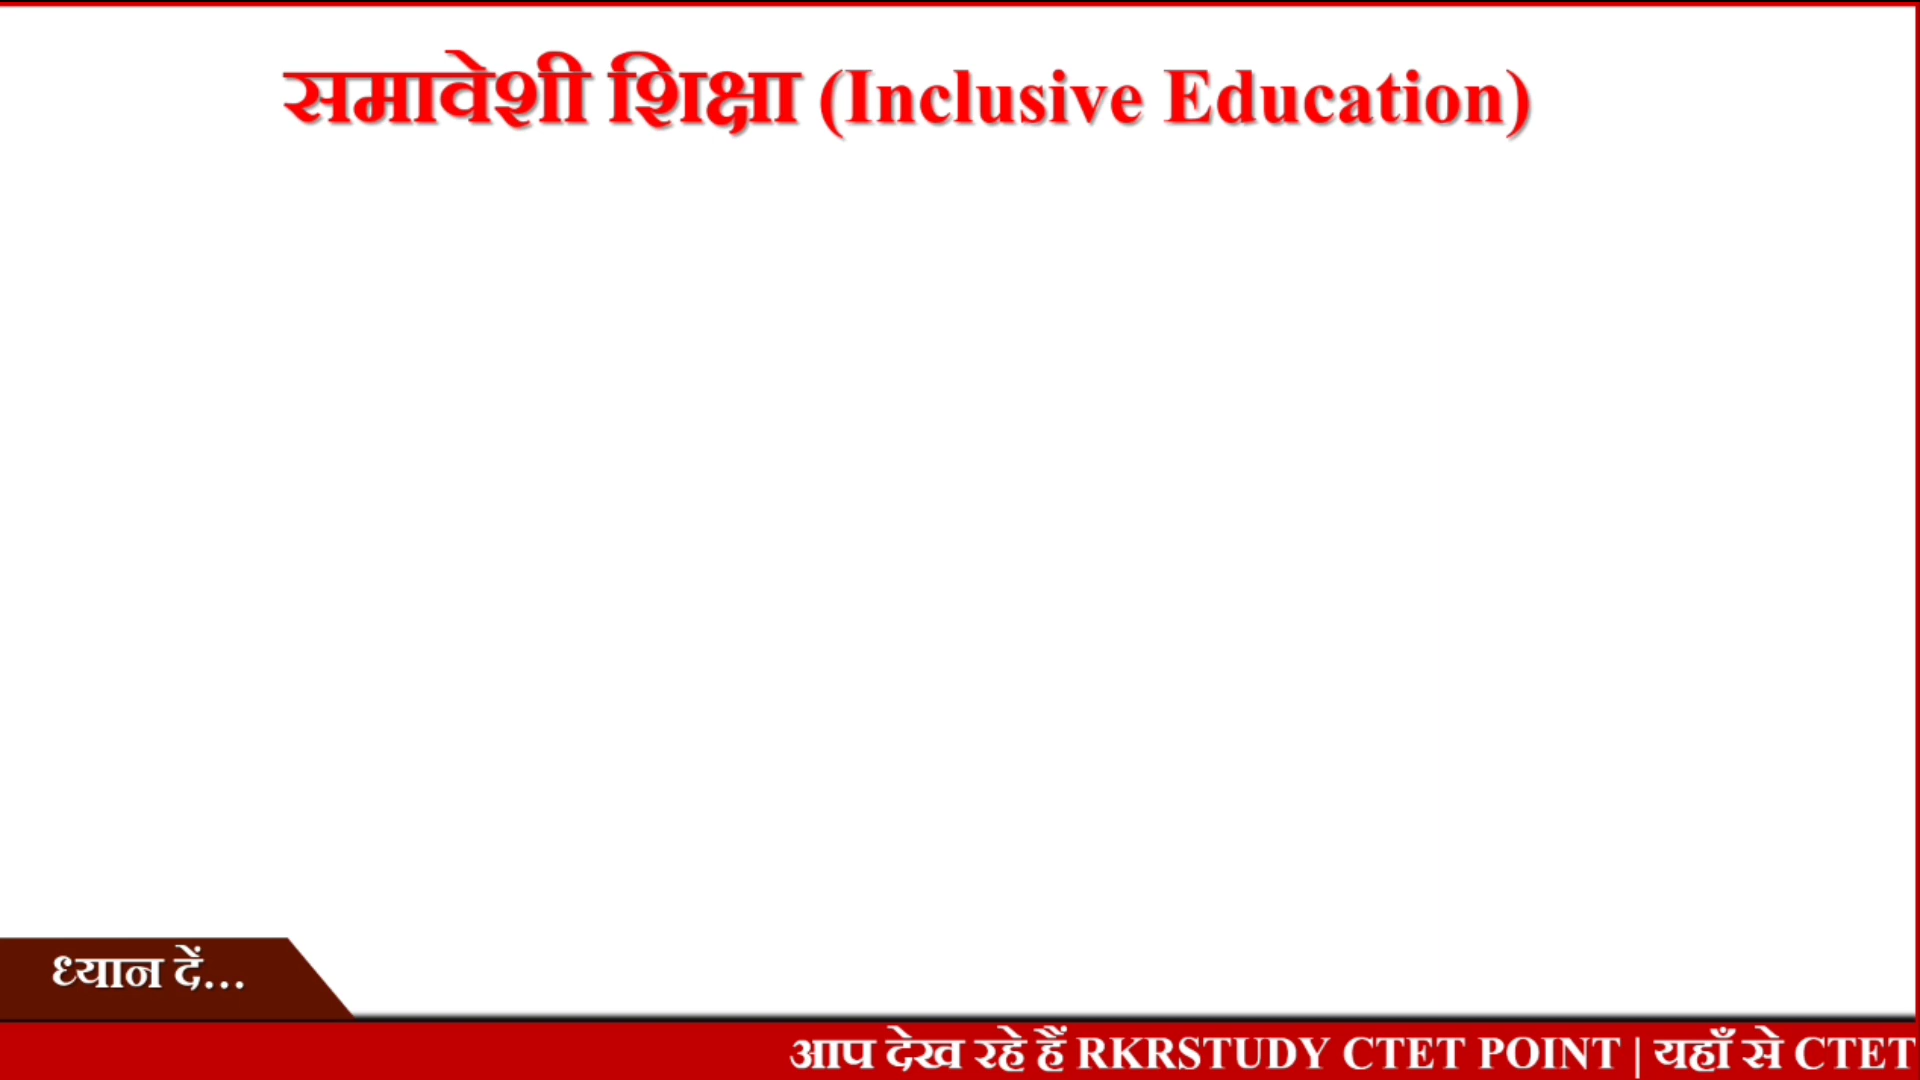 समावेशी शिक्षा (Inclusive Education)
ध्यान दें...
आप देख रहे हैं RKRSTUDY CTET POINT | यहाँ से CTET